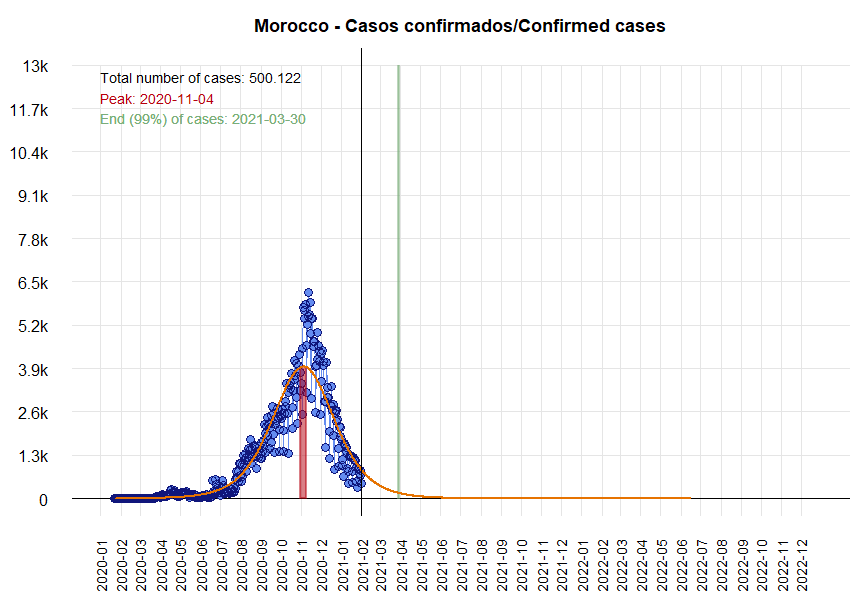 Morocco - Casos confirmados/Confirmed cases
Total number of cases: 500.122
Peak: 2020-11-04
End (99%) of cases: 2021-03-30
13k
11.7k
10.4k
9.1k
7.8k
6.5k
5.2k
3.9k
2.6k
1.3k
0
2020-01
2020-02
2020-03
2020-04
2020-05
2020-06
2020-07
2020-08
2020-09
2020-10
2020-11
2020-12
2021-01
2021-02
2021-03
2021-04
2021-05
2021-06
2021-07
2021-08
2021-09
2021-10
2021-11
2021-12
2022-01
2022-02
2022-03
2022-04
2022-05
2022-06
2022-07
2022-08
2022-09
2022-10
2022-11
2022-12